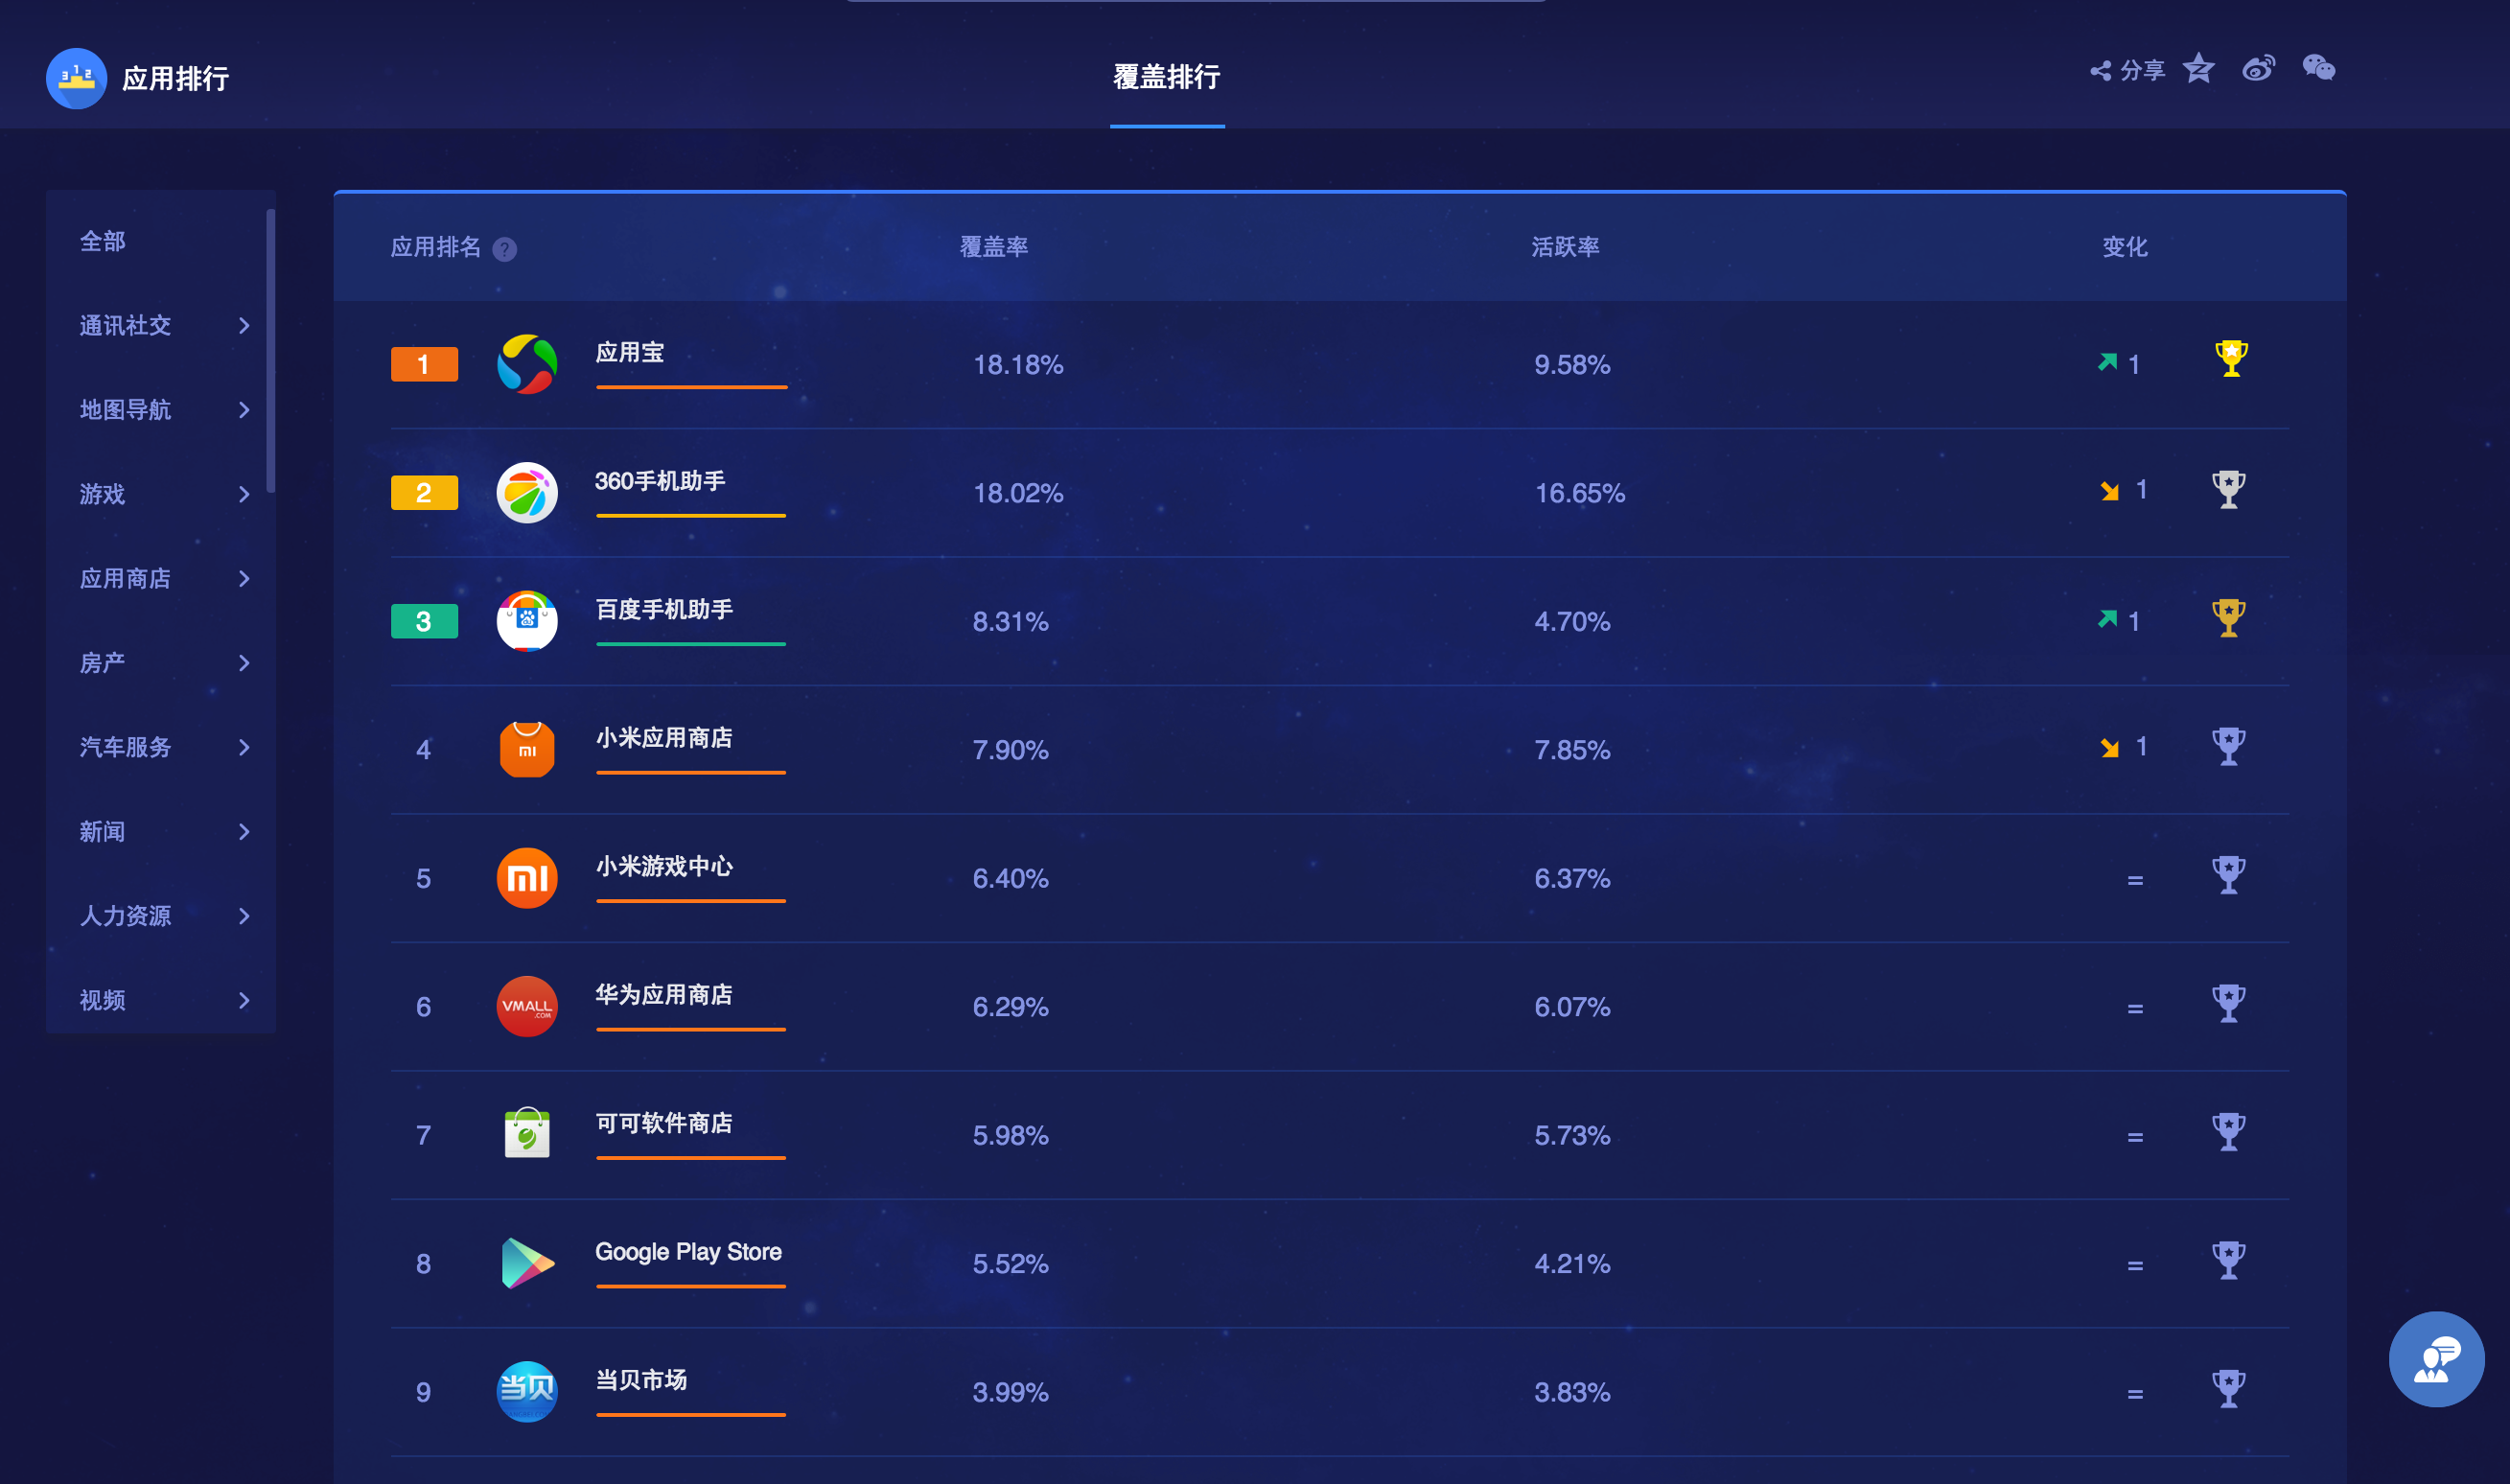 应用排行
覆盖排行
分享
全部
通讯社交
地图导航
游戏
应用商店
房产
汽车服务
新闻
人力资源
视频
应用排名 ? 覆盖率 活跃率 变化
1 应用宝 18.18% 9.58% 1
2 360手机助手 18.02% 16.65% 1
3 百度手机助手 8.31% 4.70% 1
4 小米应用商店 7.90% 7.85% 1
5 小米游戏中心 6.40% 6.37% =
6 VMALL .COM 华为应用商店 6.29% 6.07% =
7 可可软件商店 5.98% 5.73% =
8 Google Play Store 5.52% 4.21% =
9 当贝 当贝市场 3.99% 3.83% =